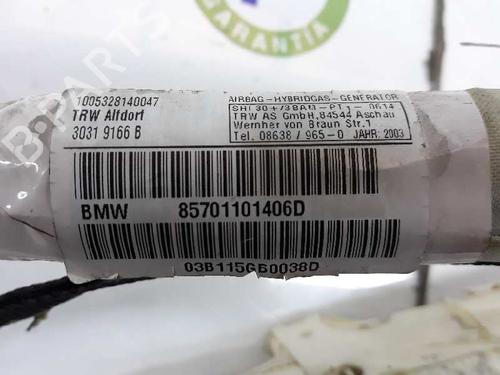 GARANTIA
1005328140047
TRW Alfdorf
3031 9166 B
AIRBAG-HYBRIDGAS-GENERATOR
TRW AS GmbH,84544 Aschau
Wernher von Braun Str.1
Tel. 08638/965-0 JAHR: 2003
BMW 85701101406D
B-PARTS